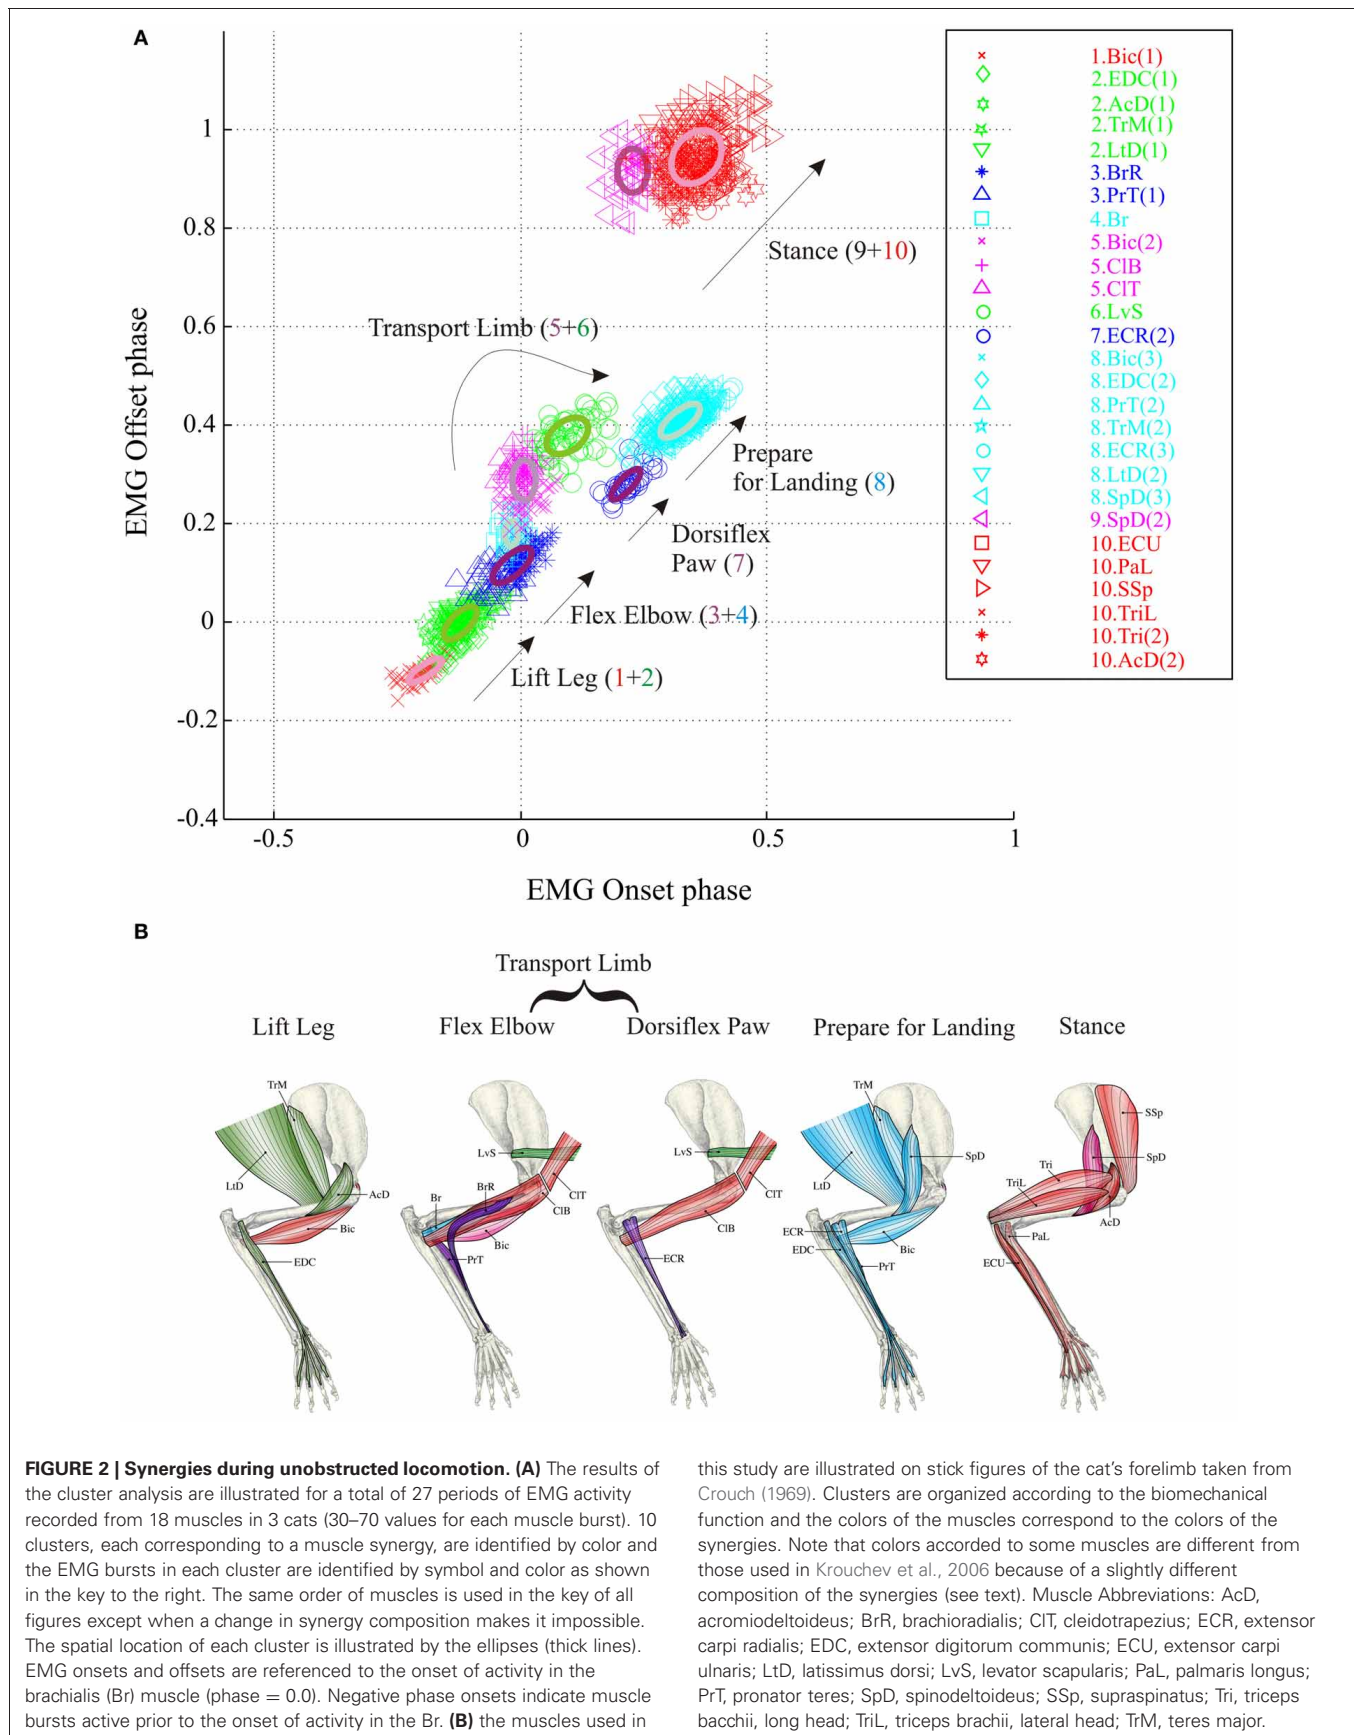 A
1
0.8
0.6
0.4
0.2
0
-0.2
-0.4
-0.5
0
0.5
1
EMG Offset phase
EMG Onset phase
Stance (9+10)
Transport Limb (5+6)
Prepare
for Landing (8)
Dorsiflex
Paw (7)
Flex Elbow (3+4)
Lift Leg (1+2)
1.Bic(1)
2.EDC(1)
2.AcD(1)
2.TrM(1)
2.LtD(1)
3.BrR
3.PrT(1)
4.Br
5.Bic(2)
5.ClB
5.ClT
6.LvS
7.ECR(2)
8.Bic(3)
8.EDC(2)
8.PrT(2)
8.TrM(2)
8.ECR(3)
8.LtD(2)
8.SpD(3)
9.SpD(2)
10.ECU
10.PaL
10.SSp
10.TriL
10.Tri(2)
10.AcD(2)
B
Transport Limb
Lift Leg
Flex Elbow
Dorsiflex Paw
Prepare for Landing
Stance
TrM
LtD
AcD
Bic
EDC
LvS
BrR
Br
ClT
ClB
Bic
PrT
LvS
ClT
ClB
ECR
TrM
SpD
LtD
ECR
EDC
Bic
PrT
SSp
SpD
Tri
TriL
AcD
PaL
ECU
FIGURE 2 | Synergies during unobstructed locomotion. (A) The results of
the cluster analysis are illustrated for a total of 27 periods of EMG activity
recorded from 18 muscles in 3 cats (30–70 values for each muscle burst). 10
clusters, each corresponding to a muscle synergy, are identified by color and
the EMG bursts in each cluster are identified by symbol and color as shown
in the key to the right. The same order of muscles is used in the key of all
figures except when a change in synergy composition makes it impossible.
The spatial location of each cluster is illustrated by the ellipses (thick lines).
EMG onsets and offsets are referenced to the onset of activity in the
brachialis (Br) muscle (phase = 0.0). Negative phase onsets indicate muscle
bursts active prior to the onset of activity in the Br. (B) the muscles used in
this study are illustrated on stick figures of the cat's forelimb taken from
Crouch (1969). Clusters are organized according to the biomechanical
function and the colors of the muscles correspond to the colors of the
synergies. Note that colors accorded to some muscles are different from
those used in Krouchev et al., 2006 because of a slightly different
composition of the synergies (see text). Muscle Abbreviations: AcD,
acromiodeltoideus; BrR, brachioradialis; ClT, cleidotrapezius; ECR, extensor
carpi radialis; EDC, extensor digitorum communis; ECU, extensor carpi
ulnaris; LtD, latissimus dorsi; LvS, levator scapularis; PaL, palmaris longus;
PrT, pronator teres; SpD, spinodeltoideus; SSp, supraspinatus; Tri, triceps
bacchii, long head; TriL, triceps brachii, lateral head; TrM, teres major.